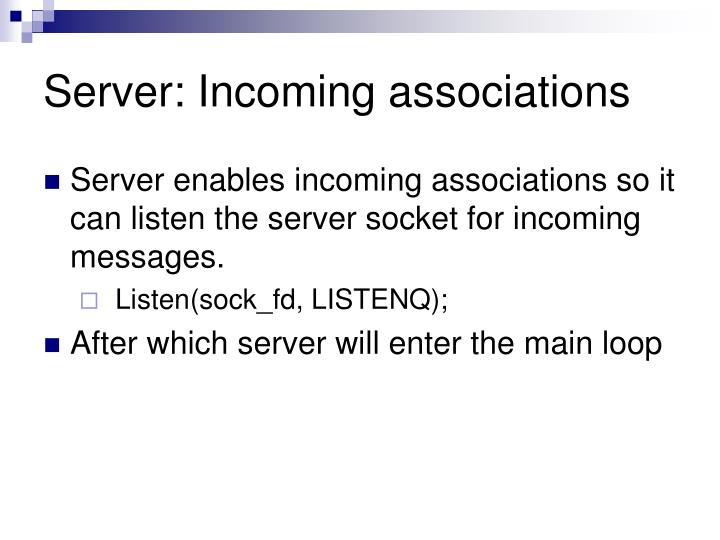 Server: Incoming associations
Server enables incoming associations so it
can listen the server socket for incoming
messages.
Listen(sock_fd, LISTENQ);
After which server will enter the main loop